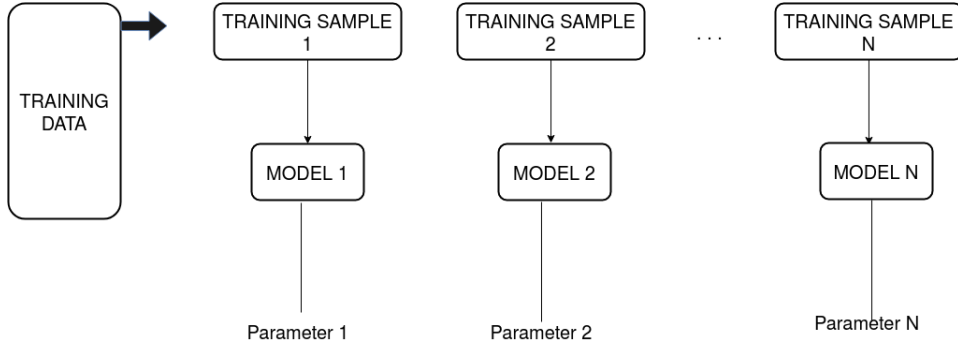 TRAINING
DATA
TRAINING SAMPLE
1
TRAINING SAMPLE
2
. . .
TRAINING SAMPLE
N
MODEL 1
MODEL 2
MODEL N
Parameter 1
Parameter 2
Parameter N